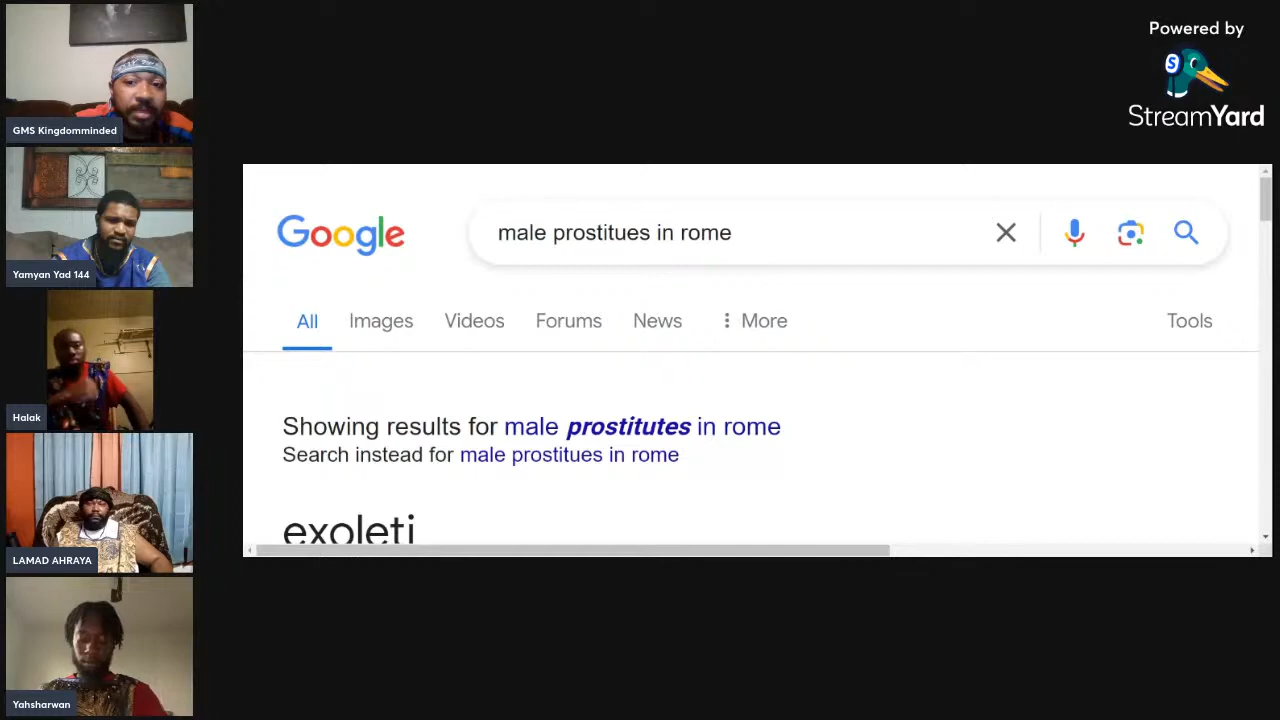 GMS Kingdomminded
Yamyan Yad 144
Halak
LAMAD AHRAYA
Yahsharwan
Powered by
S
StreamYard
Google
male prostitues in rome
All
Images
Videos
Forums
News
More
Tools
Showing results for male prostitutes in rome
Search instead for male prostitues in rome
exoleti